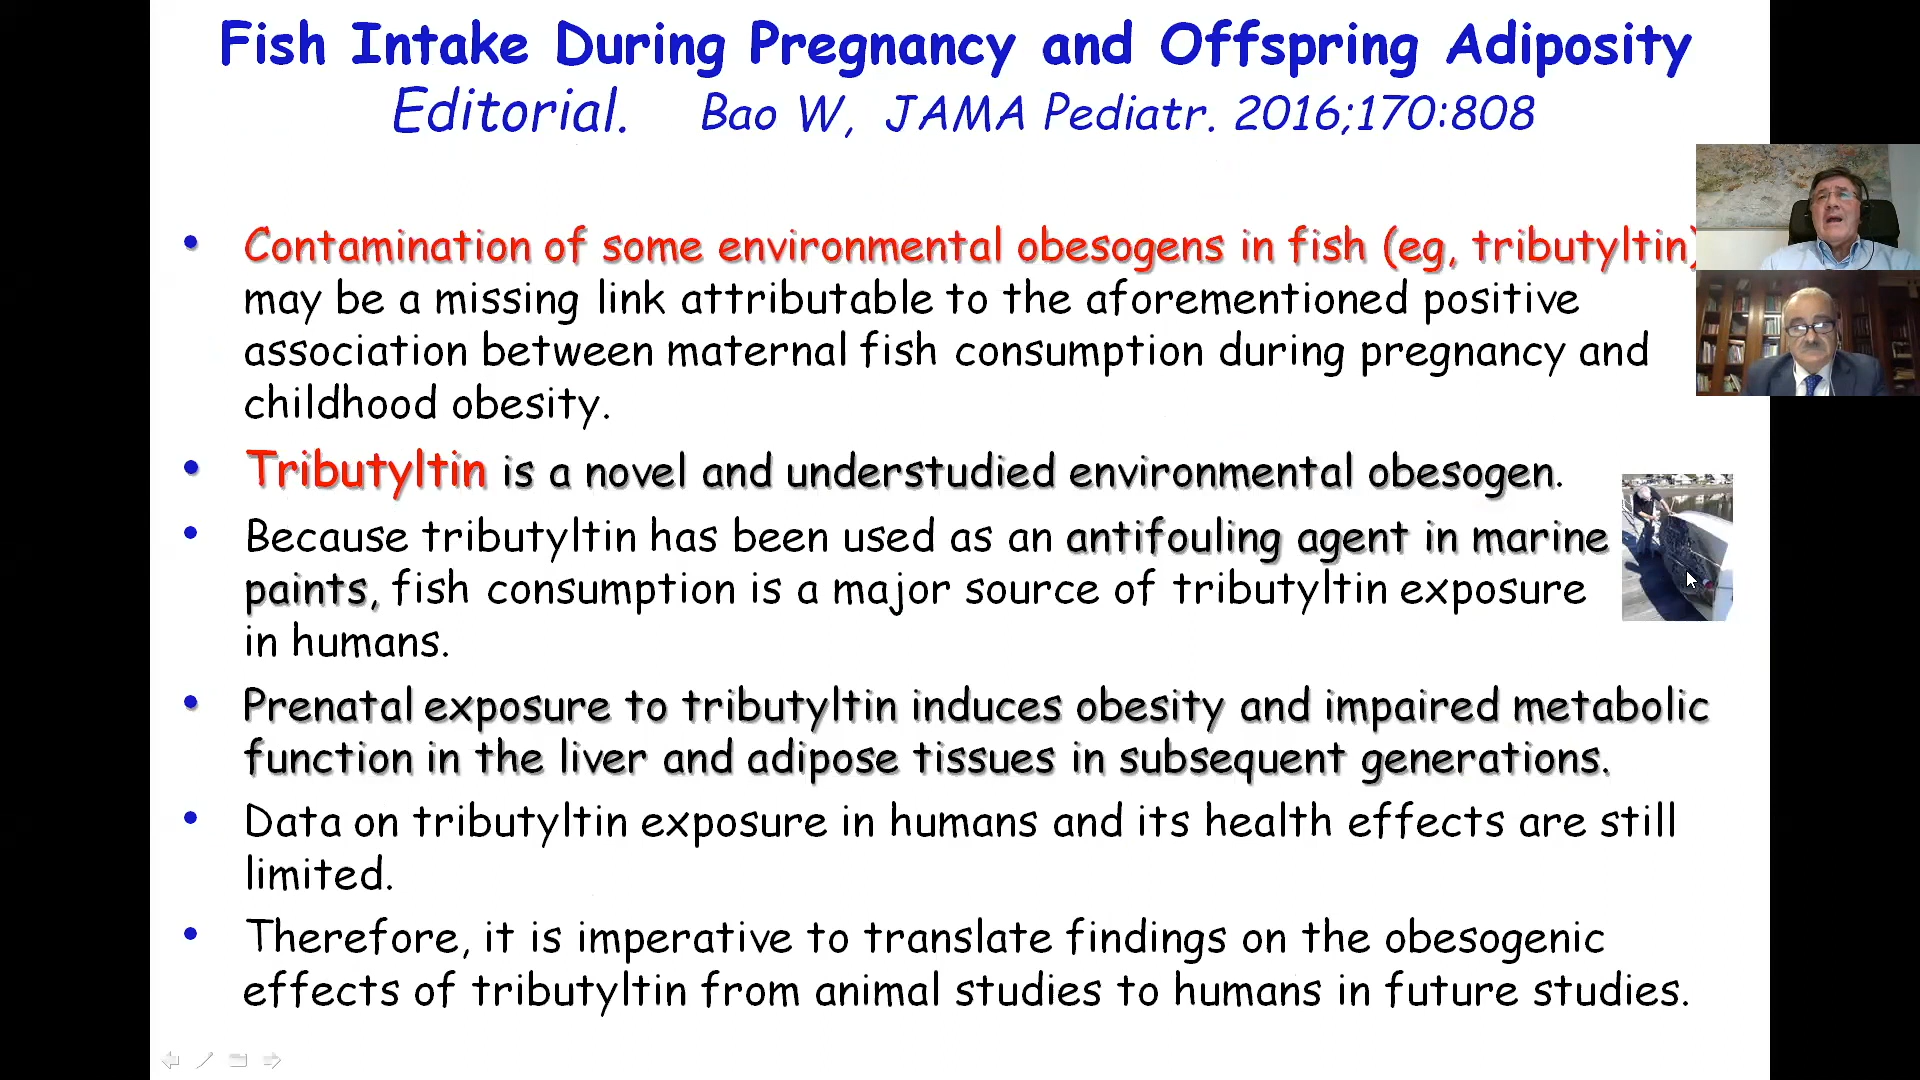 Fish Intake During Pregnancy and Offspring Adiposity
Editorial. Bao W, JAMA Pediatr. 2016;170:808
• Contamination of some environmental obesogens in fish (eg, tributyltin)
may be a missing link attributable to the aforementioned positive
association between maternal fish consumption during pregnancy and
childhood obesity.
• Tributyltin is a novel and understudied environmental obesogen.
• Because tributyltin has been used as an antifouling agent in marine
paints, fish consumption is a major source of tributyltin exposure
in humans.
• Prenatal exposure to tributyltin induces obesity and impaired metabolic
function in the liver and adipose tissues in subsequent generations.
• Data on tributyltin exposure in humans and its health effects are still
limited.
• Therefore, it is imperative to translate findings on the obesogenic
effects of tributyltin from animal studies to humans in future studies.